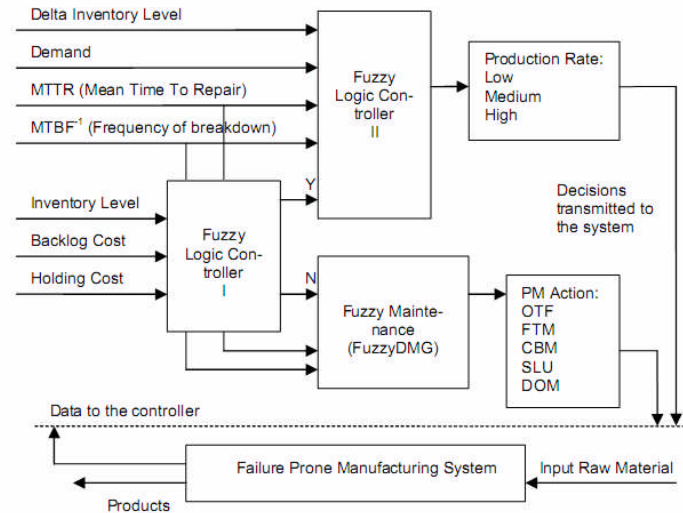 Delta Inventory Level
Demand
MTTR (Mean Time To Repair)
MTBF⁻¹ (Frequency of breakdown)
Fuzzy
Logic Con-
troller
II
Production Rate:
Low
Medium
High
Y
Inventory Level
Backlog Cost
Holding Cost
Fuzzy
Logic Con-
troller
I
N
Fuzzy Mainte-
nance
(FuzzyDMG)
Decisions
transmitted to
the system
PM Action:
OTF
FTM
CBM
SLU
DOM
Data to the controller
Failure Prone Manufacturing System
Input Raw Material
Products